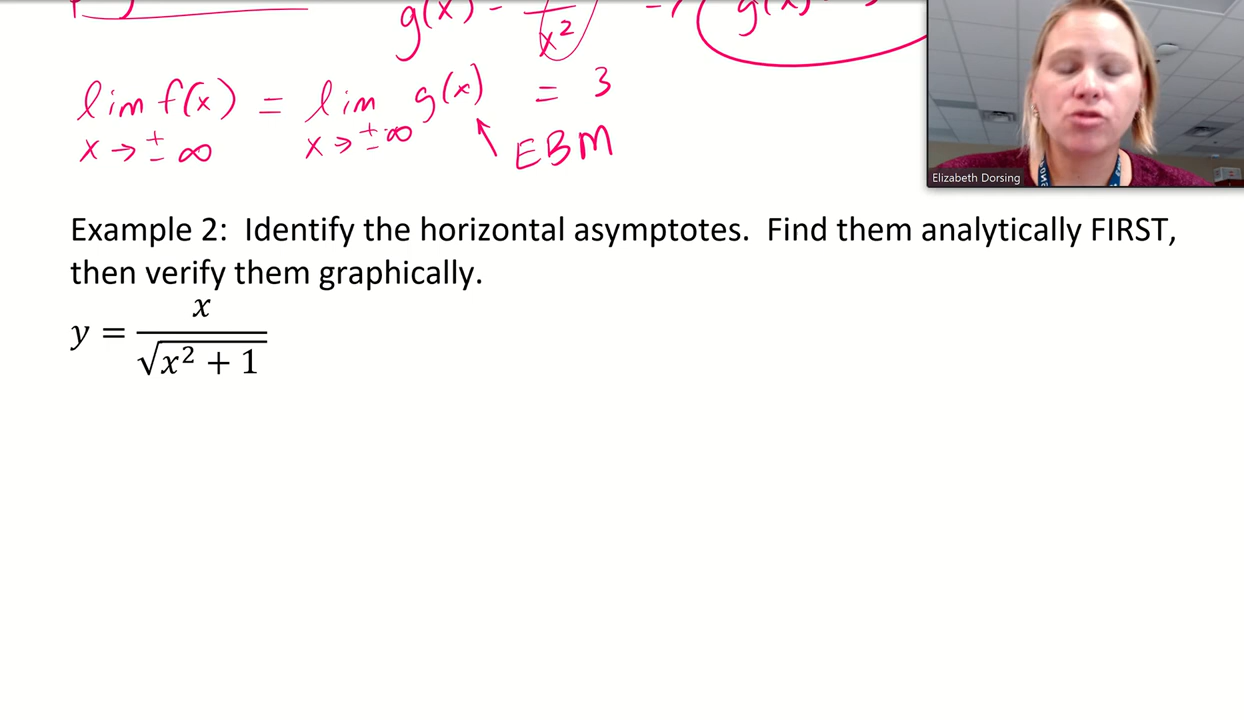 g(x) =
x²
g(x)
lim f(x) = lim g(x) = 3
x → ± ∞ x → ± ∞ EBM
Elizabeth Dorsing
Example 2: Identify the horizontal asymptotes. Find them analytically FIRST,
then verify them graphically.
y = x / √(x² + 1)